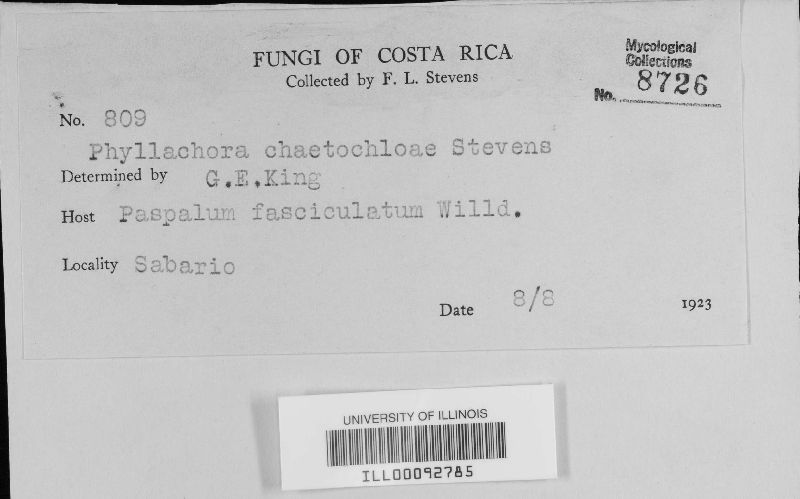 FUNGI OF COSTA RICA
Collected by F. L. Stevens
Mycological
Collections
No. 8726
No. 809
Phyllachora chaetochloae Stevens
Determined by G.E.King
Host Paspalum fasciculatum Willd.
Locality Sabario
Date 8/8 1923
UNIVERSITY OF ILLINOIS
ILL00092785